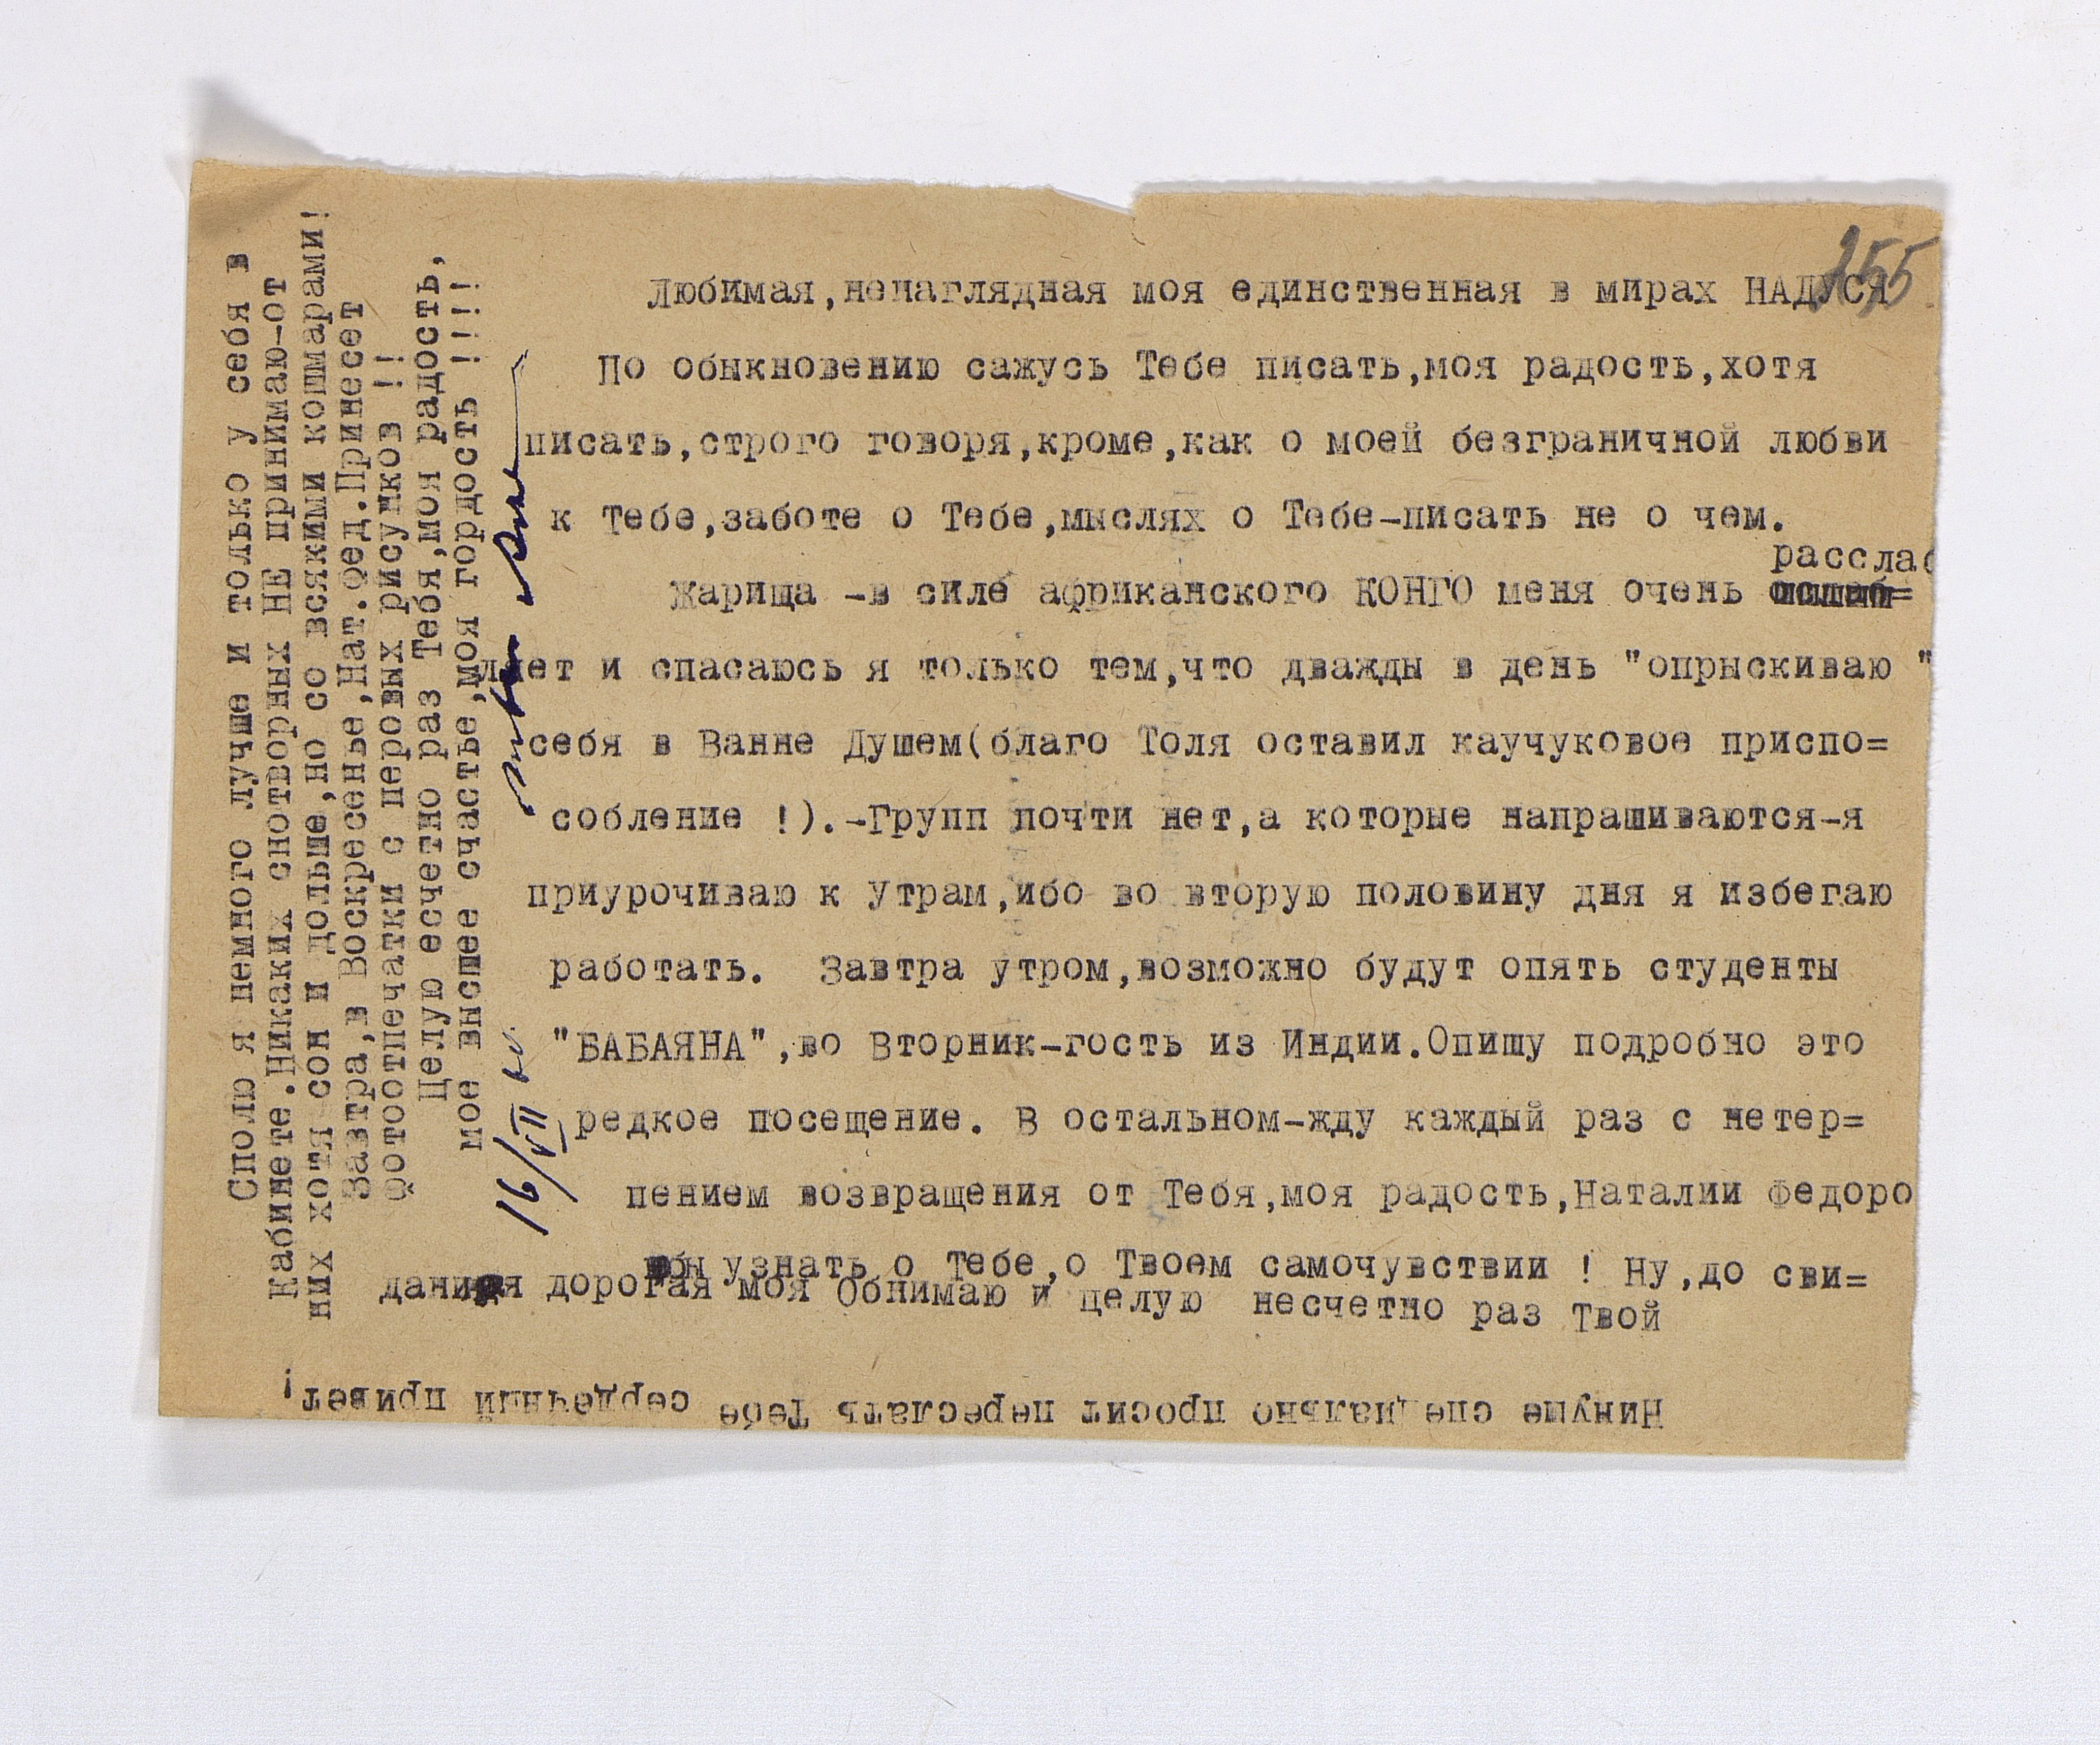 255
Любимая,ненаглядная моя единственная в мирах НАДУСЯ
По обыкновению сажусь Тебе писать,моя радость,хотя
писать,строго говоря,кроме,как о моей безграничной любви
к Тебе,заботе о Тебе,мыслях о Тебе-писать не о чем.
расслаб
Жарища -в силе африканского КОНГО меня очень
ляет и спасаюсь я только тем,что дважды в день "опрыскиваю "
себя в Ванне Душем(благо Толя оставил каучуковое приспо=
собление !).-Групп почти нет,а которые напрашиваются-я
приурочиваю к Утрам,ибо во вторую половину дня я избегаю
работать. Завтра утром,возможно будут опять студенты
"БАБАЯНА",во Вторник-гость из Индии.Опишу подробно это
редкое посещение. В остальном-жду каждый раз с нетер=
пением возвращения от Тебя,моя радость,Наталии Федоро
бы узнать о Тебе,о Твоем самочувствии ! Ну,до сви=
дания дорогая моя Обнимаю и целую несчетно раз Твой
Сплю я немного лучше и только у себя в
Кабинете.Никаких снотворных НЕ принимаю-от
них хотя сон и дольше,но со всякими кошмарами!
Завтра,в Воскресенье,Нат.Фед.Принесет
фотоотпечатки с перовых рисунков !!
Целую есчетно раз Тебя,моя радость,
мое высшее счастье,моя гордость !!!!
16/VII
Нинуше специально просит переслать Тебе сердечный привет!